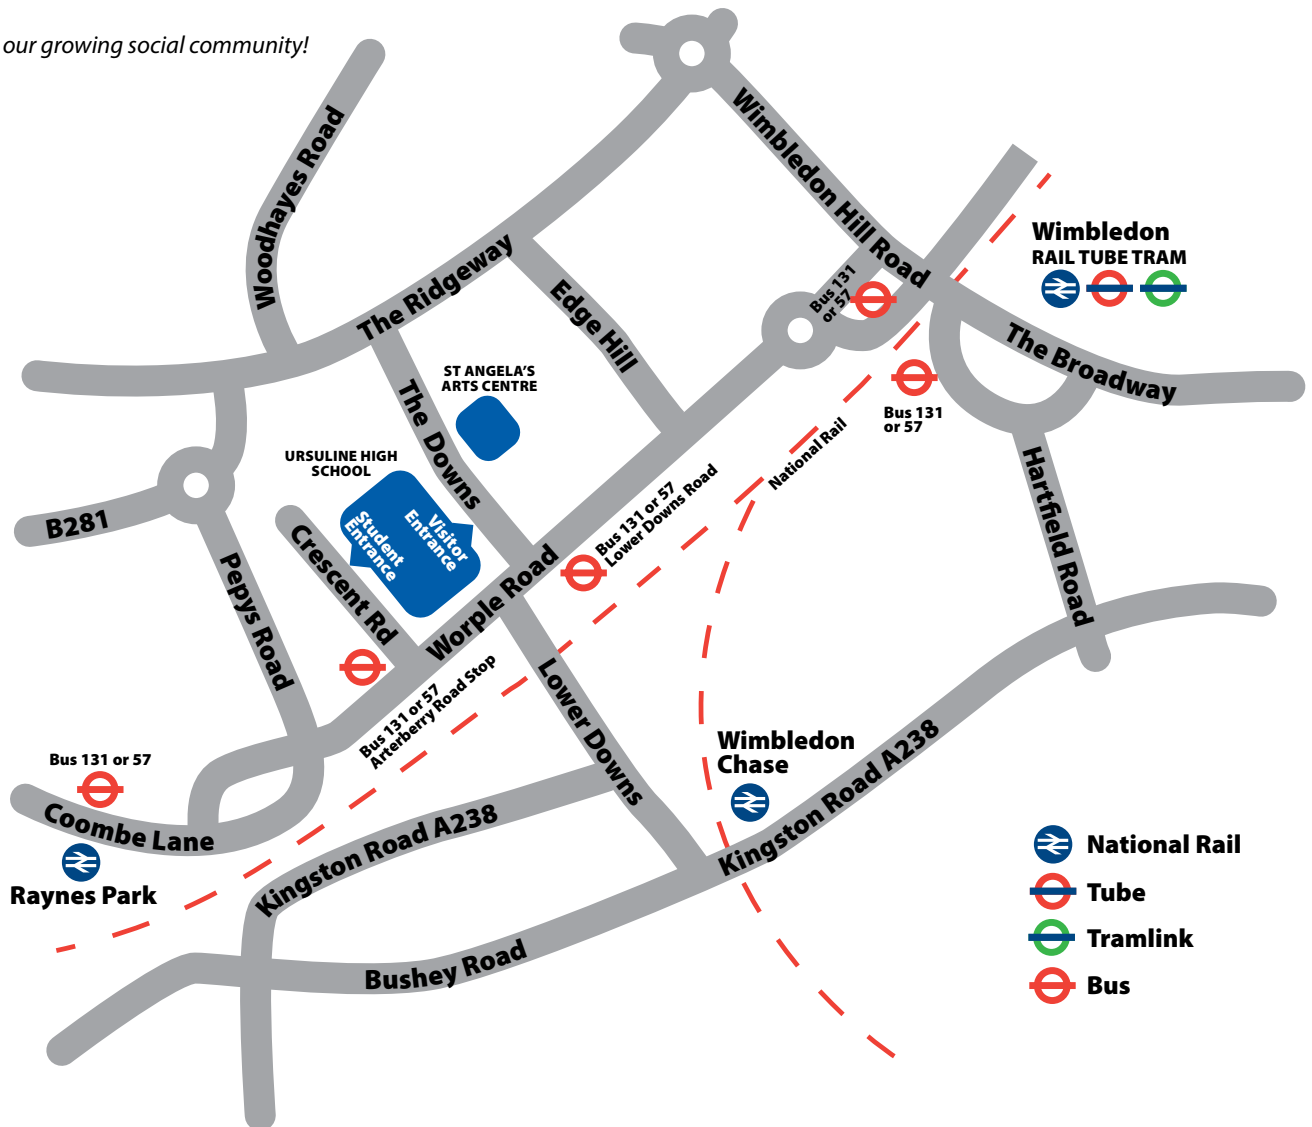 our growing social community!
Woodhayes Road
Wimbledon Hill Road
The Ridgeway
Edge Hill
Bus 131
or 57
Wimbledon
RAIL TUBE TRAM
The Broadway
ST ANGELA'S
ARTS CENTRE
The Downs
Bus 131
or 57
National Rail
URSULINE HIGH
SCHOOL
Student
Entrance
Visitor
Entrance
B281
Crescent Rd
Pepys Road
Worple Road
Bus 131 or 57
Lower Downs Road
Hartfield Road
Bus 131 or 57
Arterberry Road Stop
Lower Downs
Wimbledon
Chase
Bus 131 or 57
Coombe Lane
Raynes Park
Kingston Road A238
Kingston Road A238
Bushey Road
National Rail
Tube
Tramlink
Bus